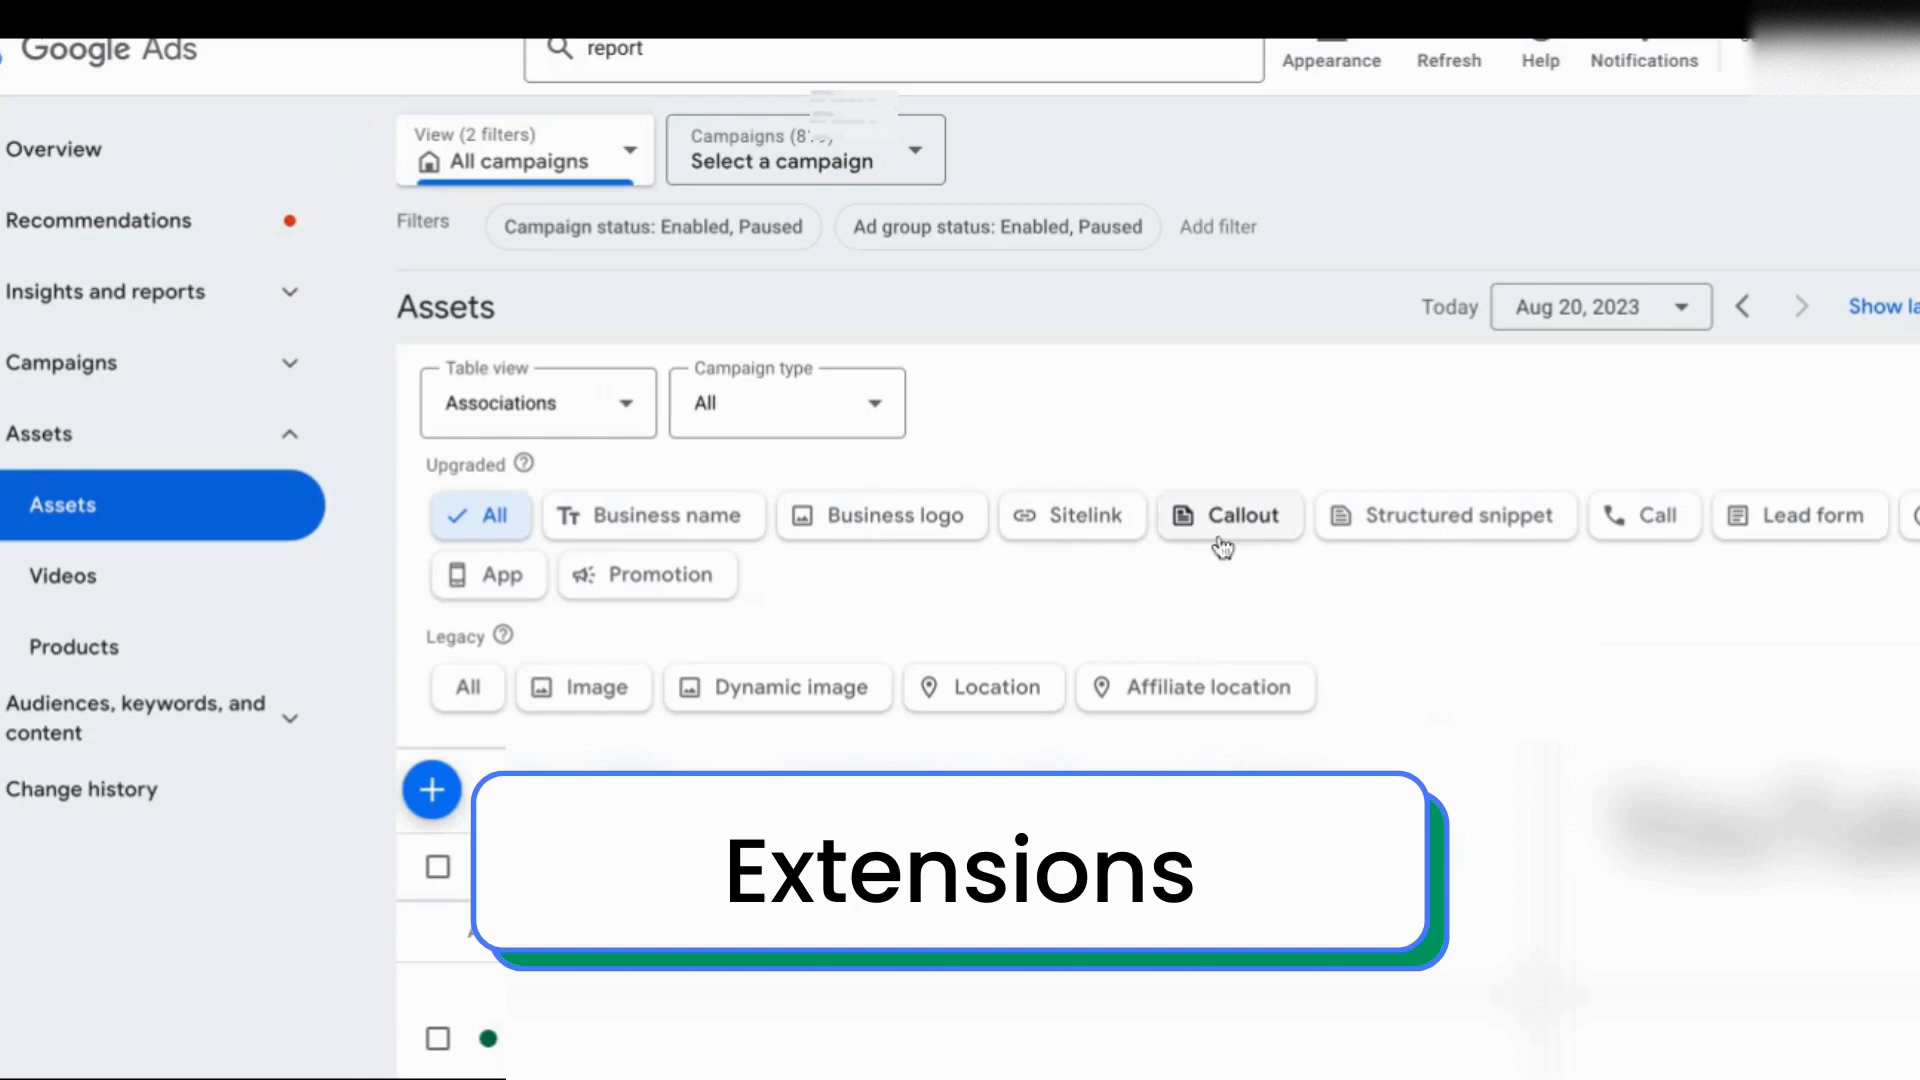 Google Ads
report
Appearance
Refresh
Help
Notifications
Overview
Recommendations
Insights and reports
Campaigns
Assets
Assets
Videos
Products
Audiences, keywords, and
content
Change history
View (2 filters)
All campaigns
Select a campaign
Filters
Campaign status: Enabled, Paused
Ad group status: Enabled, Paused
Add filter
Assets
Today
Aug 20, 2023
Show
Table view
Associations
Campaign type
All
Upgraded
All
Business name
Business logo
Sitelink
Callout
Structured snippet
Call
Lead form
App
Promotion
Legacy
All
Image
Dynamic image
Location
Affiliate location
Extensions